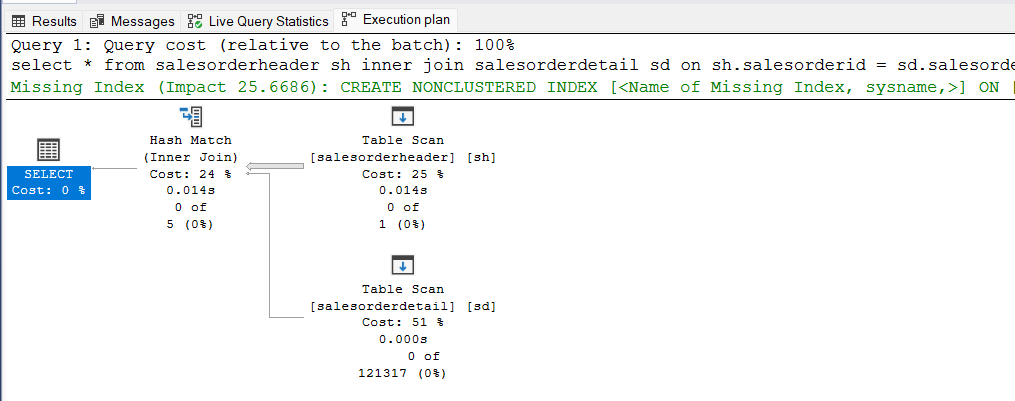 Results Messages Live Query Statistics Execution plan
Query 1: Query cost (relative to the batch): 100%
select * from salesorderheader sh inner join salesorderdetail sd on sh.salesorderid = sd.salesorde
Missing Index (Impact 25.6686): CREATE NONCLUSTERED INDEX [<Name of Missing Index, sysname,>] ON [
SELECT
Cost: 0 %
Hash Match
(Inner Join)
Cost: 24 %
0.014s
0 of
5 (0%)
Table Scan
[salesorderheader] [sh]
Cost: 25 %
0.014s
0 of
1 (0%)
Table Scan
[salesorderdetail] [sd]
Cost: 51 %
0.000s
0 of
121317 (0%)